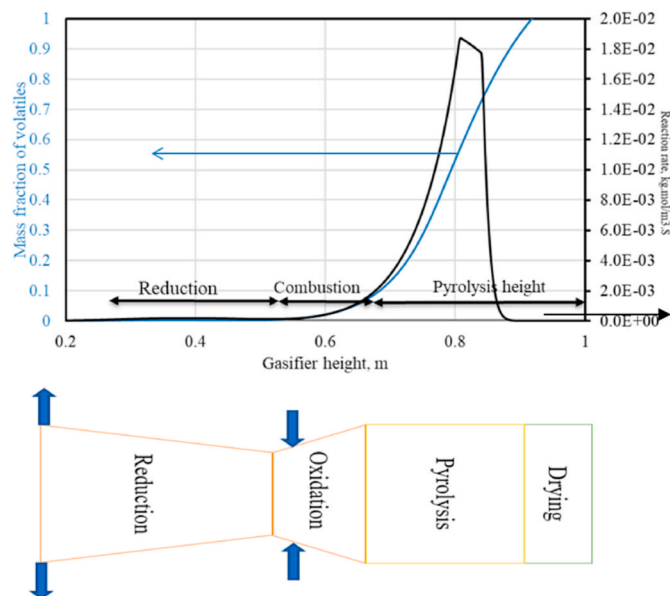 Mass fraction of volatiles
1
0.9
0.8
0.7
0.6
0.5
0.4
0.3
0.2
0.1
0
2.0E-02
1.8E-02
1.6E-02
1.4E-02
1.2E-02
1.0E-02
8.0E-03
6.0E-03
4.0E-03
2.0E-03
0.0E+00
Reaction rate, kg.mol/m3.S
Reduction
Combustion
Pyrolysis height
0.2
0.4
0.6
0.8
1
Gasifier height, m
Reduction
Oxidation
Pyrolysis
Drying